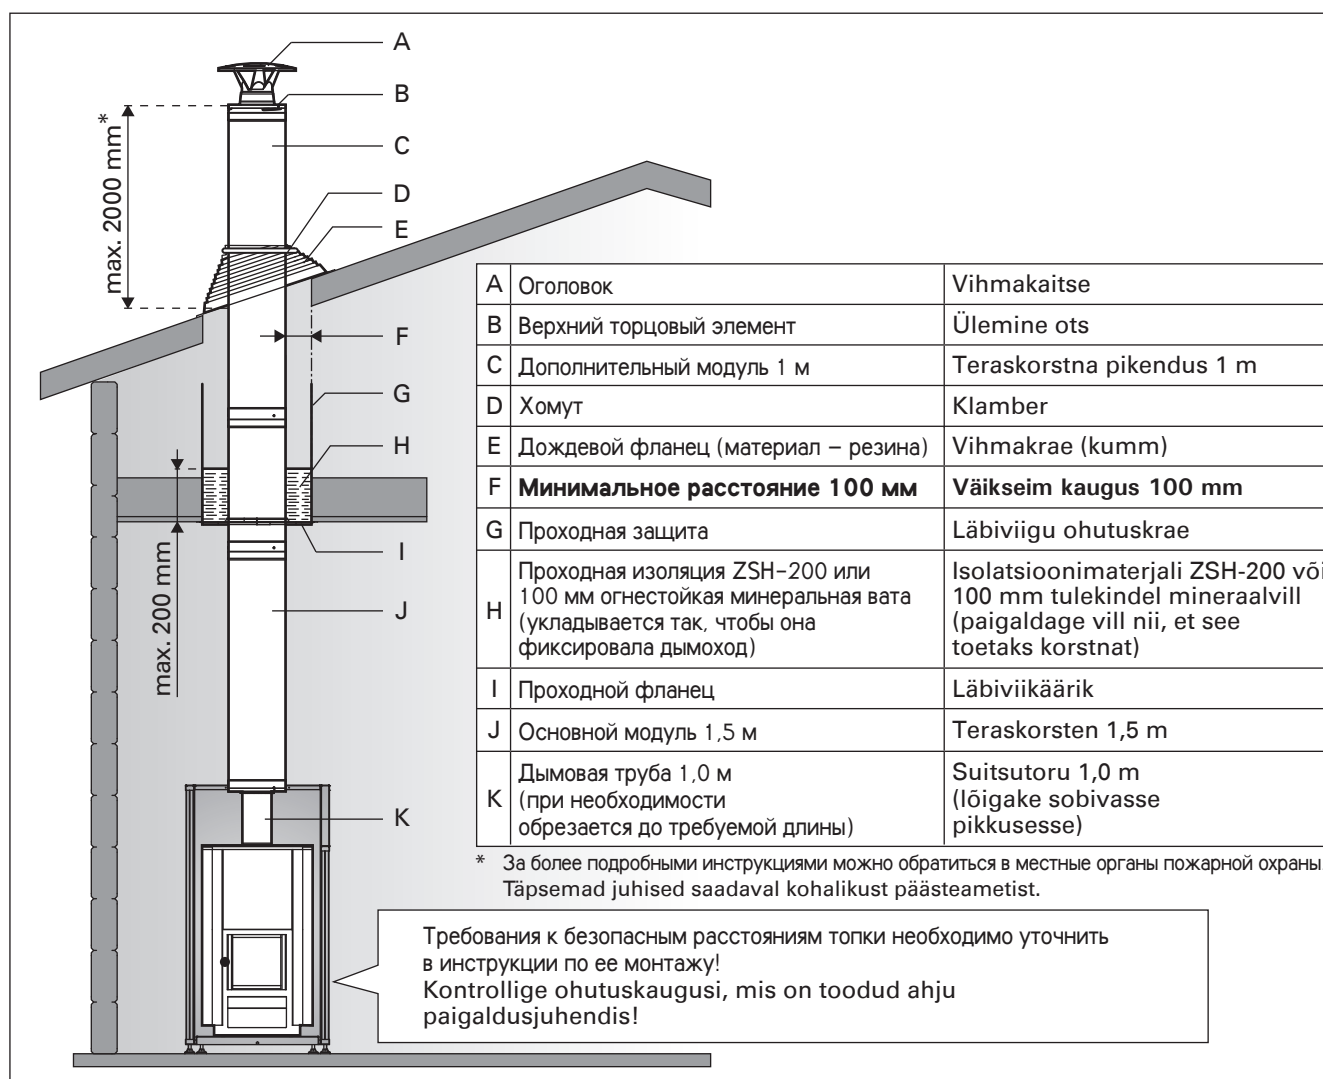 A
B
C
D
E
F
G
H
I
J
K
max. 2000 mm*
max. 200 mm
A Оголовок Vihmakaitse
B Верхний торцовый элемент Ülemine ots
C Дополнительный модуль 1 м Teraskorstna pikendus 1 m
D Хомут Klamber
E Дождевой фланец (материал – резина) Vihmakrae (kumm)
F Минимальное расстояние 100 мм Väikseim kaugus 100 mm
G Проходная защита Läbiviigu ohutuskrae
H
Проходная изоляция ZSH-200 или
100 мм огнестойкая минеральная вата
(укладывается так, чтобы она
фиксировала дымоход)
Isolatsioonimaterjali ZSH-200 või
100 mm tulekindel mineraalvill
(paigaldage vill nii, et see
toetaks korstnat)
I Проходной фланец Läbiviikäärik
J Основной модуль 1,5 м Teraskorsten 1,5 m
K
Дымовая труба 1,0 м
(при необходимости
обрезается до требуемой длины)
Suitsutoru 1,0 m
(lõigake sobivasse
pikkusesse)
* За более подробными инструкциями можно обратиться в местные органы пожарной охраны.
Täpsemad juhised saadaval kohalikust päästeametist.
Требования к безопасным расстояниям топки необходимо уточнить
в инструкции по ее монтажу!
Kontrollige ohutuskaugusi, mis on toodud ahju
paigaldusjuhendis!